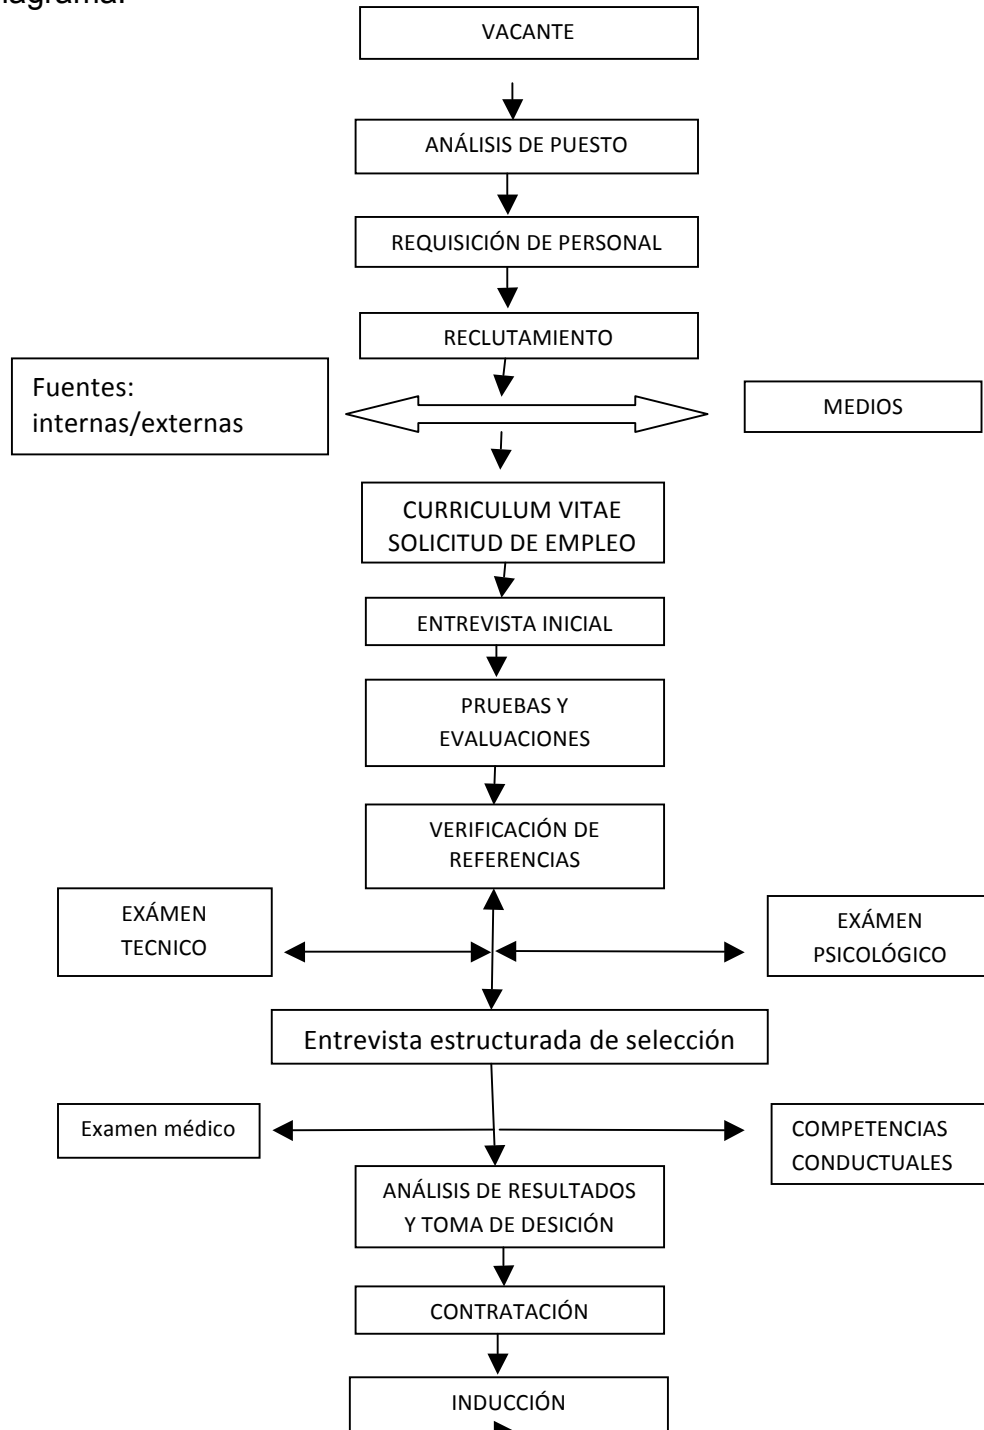 VACANTE
ANÁLISIS DE PUESTO
REQUISICIÓN DE PERSONAL
RECLUTAMIENTO
Fuentes:
internas/externas
MEDIOS
CURRICULUM VITAE
SOLICITUD DE EMPLEO
ENTREVISTA INICIAL
PRUEBAS Y
EVALUACIONES
VERIFICACIÓN DE
REFERENCIAS
EXÁMEN
TECNICO
EXÁMEN
PSICOLÓGICO
Entrevista estructurada de selección
Examen médico
COMPETENCIAS
CONDUCTUALES
ANÁLISIS DE RESULTADOS
Y TOMA DE DESICIÓN
CONTRATACIÓN
INDUCCIÓN